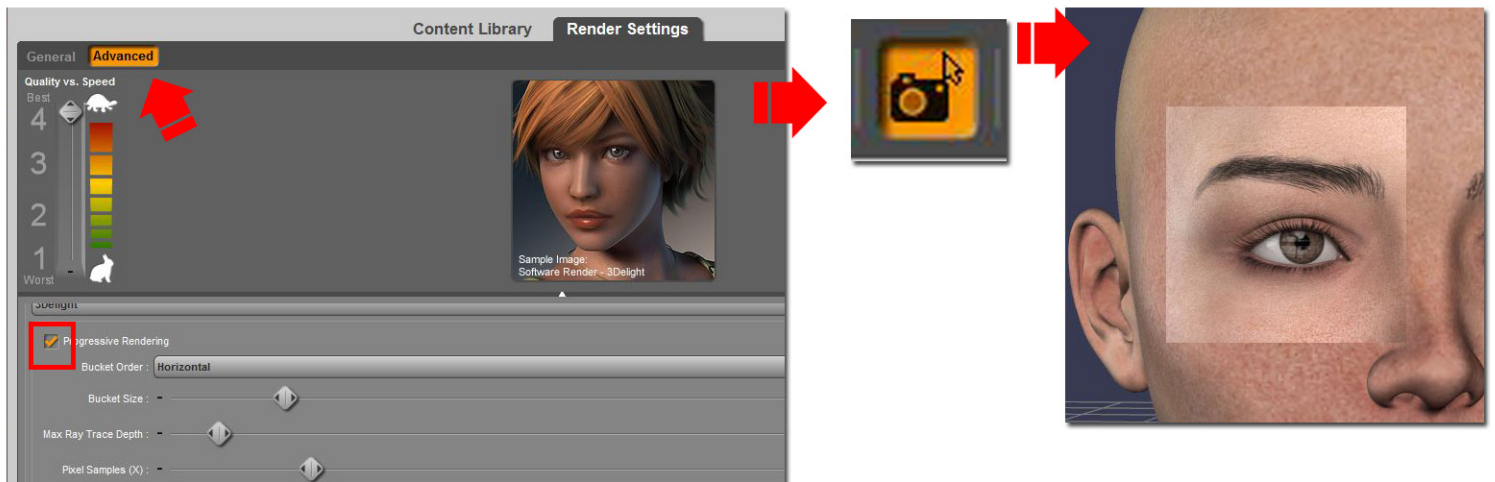 Content Library
Render Settings
General
Advanced
Quality vs. Speed
Best
4
3
2
1
Worst
Sample Image:
Software Render - 3Delight
3Delight
Progressive Rendering
Bucket Order :
Horizontal
Bucket Size :
Max Ray Trace Depth :
Pixel Samples (X) :